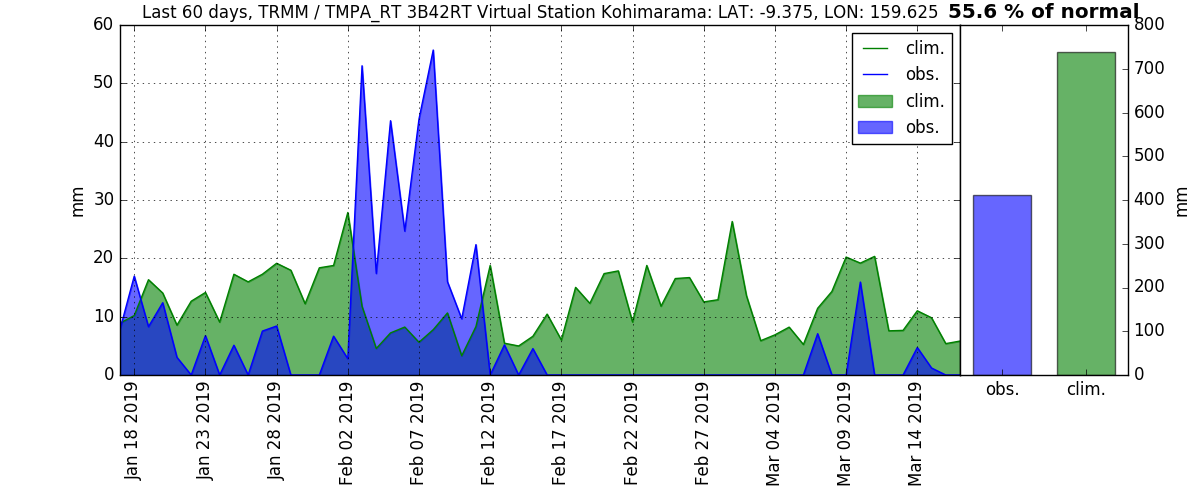 Last 60 days, TRMM / TMPA_RT 3B42RT Virtual Station Kohimarama: LAT: -9.375, LON: 159.625
55.6 % of normal
clim.
obs.
clim.
obs.
mm
60
50
40
30
20
10
0
Jan 18 2019
Jan 23 2019
Jan 28 2019
Feb 02 2019
Feb 07 2019
Feb 12 2019
Feb 17 2019
Feb 22 2019
Feb 27 2019
Mar 04 2019
Mar 09 2019
Mar 14 2019
800
700
600
500
400
300
200
100
0
mm
obs.
clim.